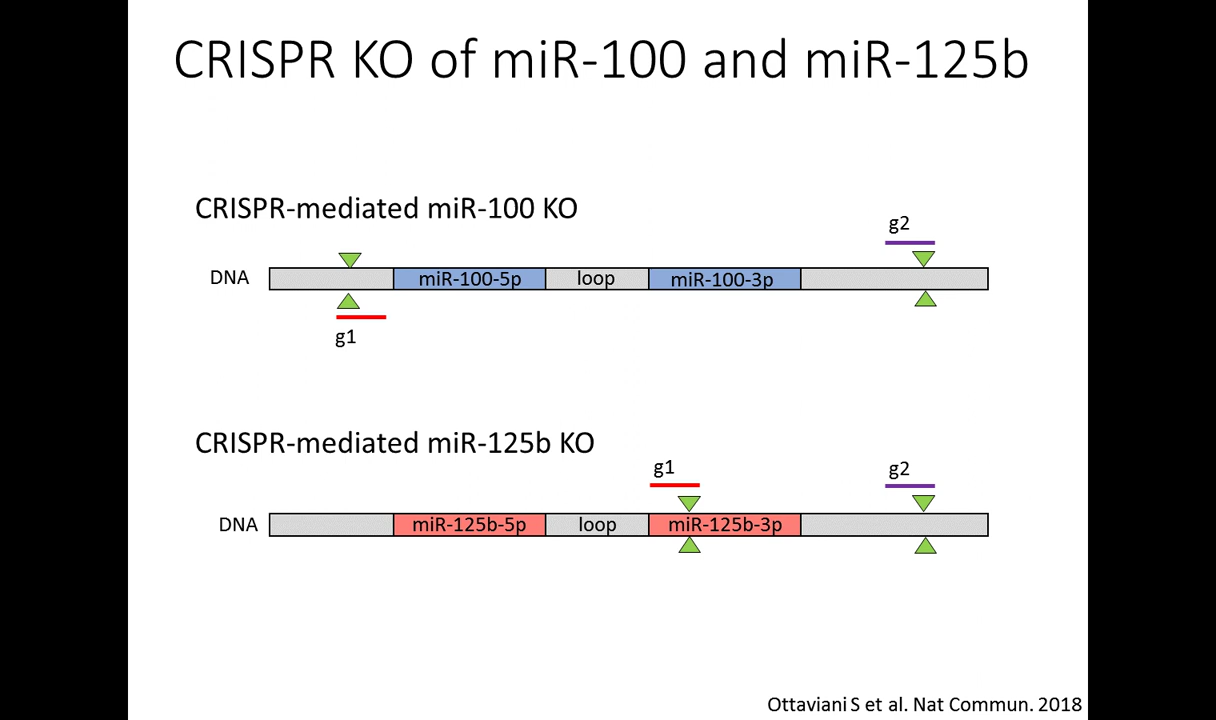 CRISPR KO of miR-100 and miR-125b
CRISPR-mediated miR-100 KO
g2
DNA
miR-100-5p
loop
miR-100-3p
g1
CRISPR-mediated miR-125b KO
g1
g2
DNA
miR-125b-5p
loop
miR-125b-3p
Ottaviani S et al. Nat Commun. 2018